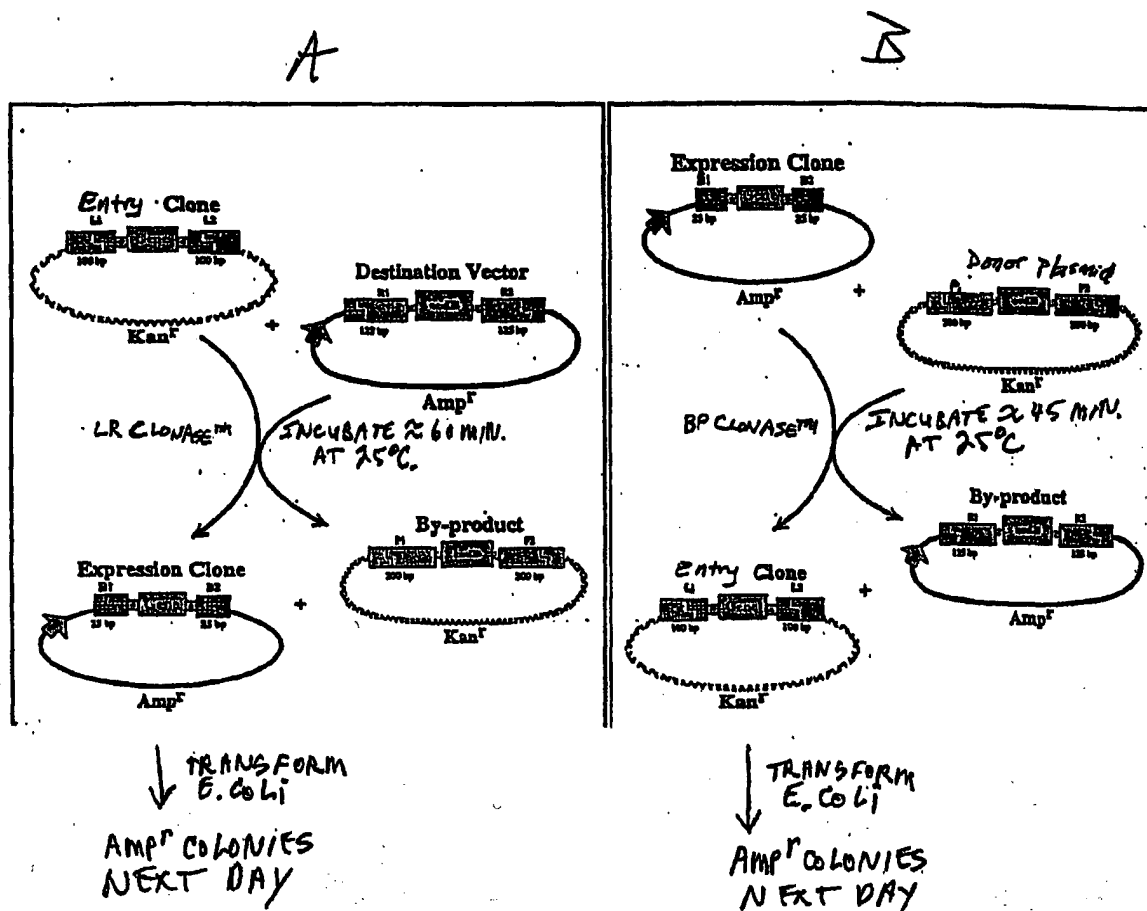 A
B
Entry Clone
L1
L2
100 bp
100 bp
Kanr
+
Destination Vector
R1
R2
125 bp
Ampr
LR CLONASE™
INCUBATE ≈ 60 MIN.
AT 25°C.
Expression Clone
B1
B2
25 bp
25 bp
Ampr
+
By-product
P1
P2
200 bp
200 bp
Kanr
TRANSFORM
E. COLi
AMPr COLONIES
NEXT DAY
Expression Clone
B1
B2
25 bp
25 bp
Ampr
+
Donor plasmid
P1
P2
200 bp
200 bp
Kanr
BP CLONASE™
INCUBATE ≈ 45 MIN.
AT 25°C
Entry Clone
L1
L2
100 bp
100 bp
Kanr
+
By-product
R1
R2
125 bp
125 bp
Ampr
TRANSFORM
E. COLi
AMPr COLONIES
NEXT DAY